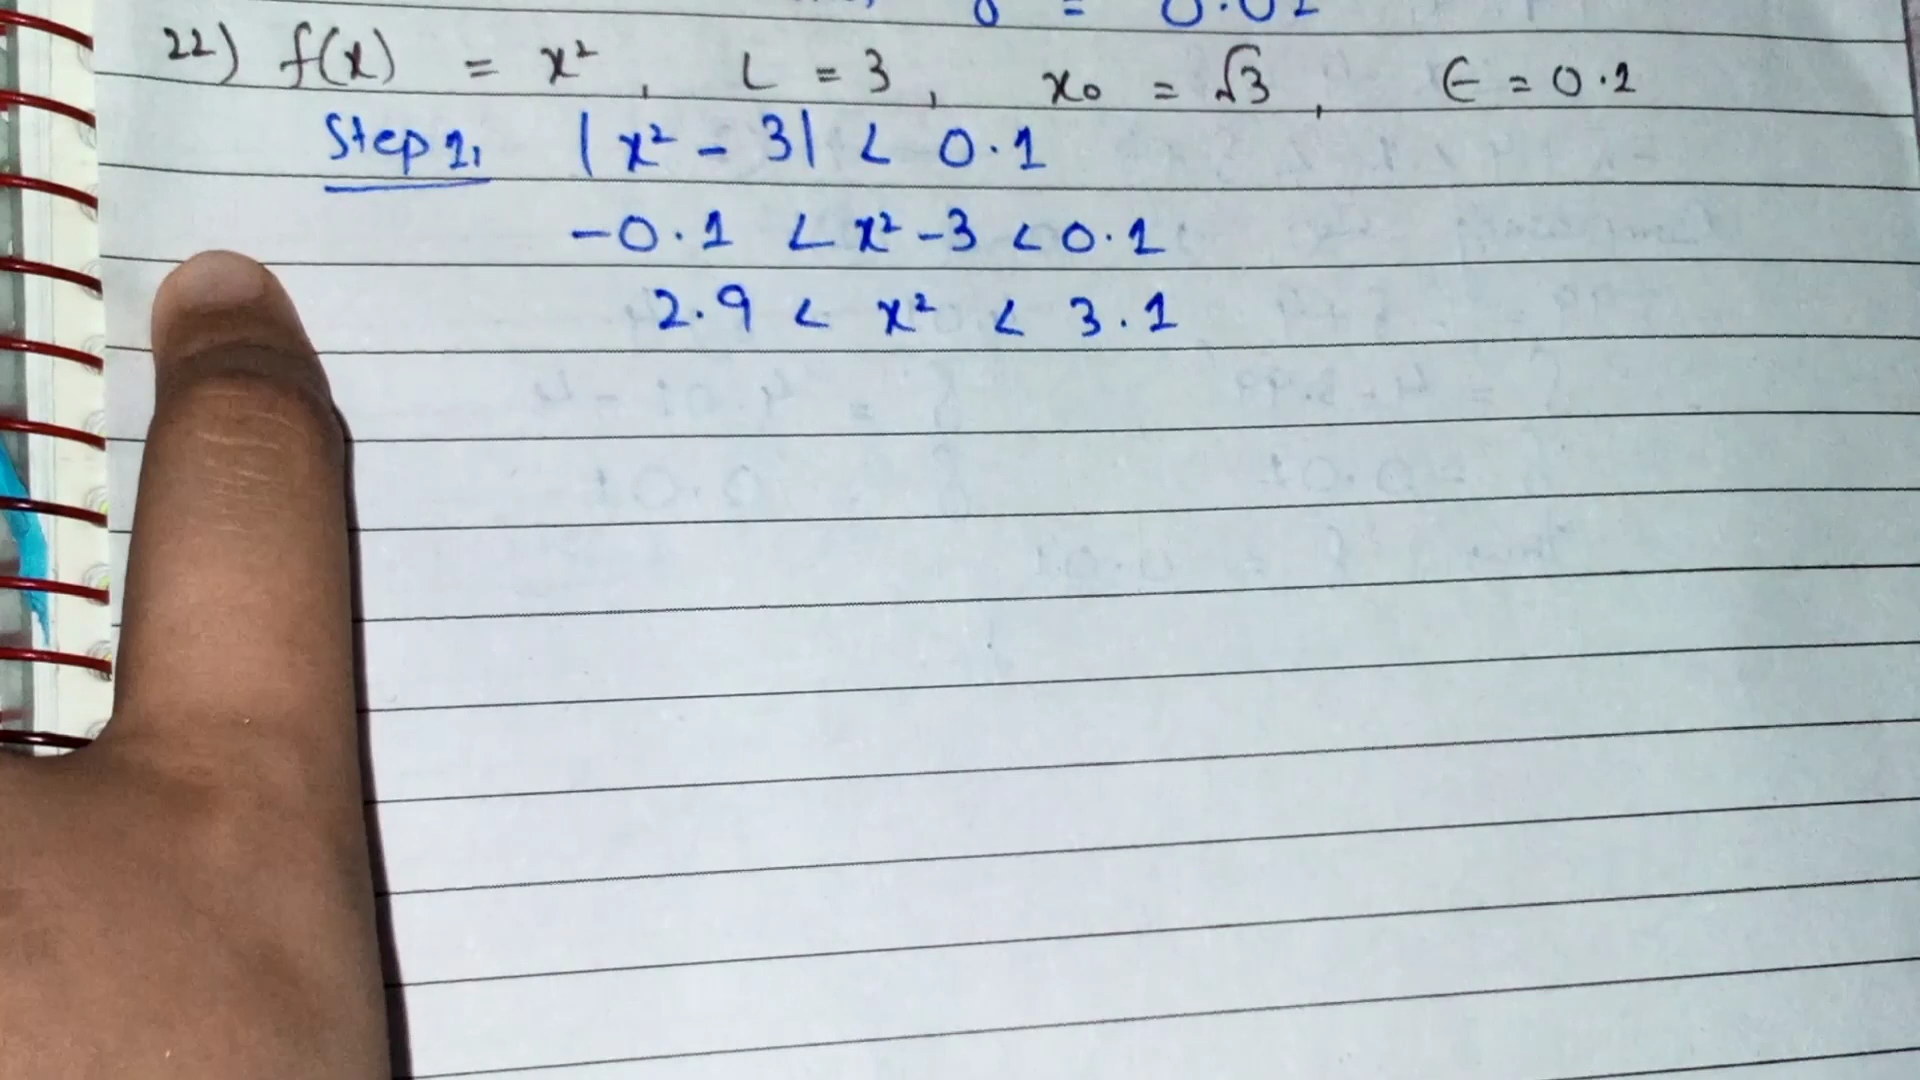 22) f(x) = x², L = 3, x₀ = √3, ε = 0.1
Step 1, |x² - 3| < 0.1
-0.1 < x² - 3 < 0.1
2.9 < x² < 3.1